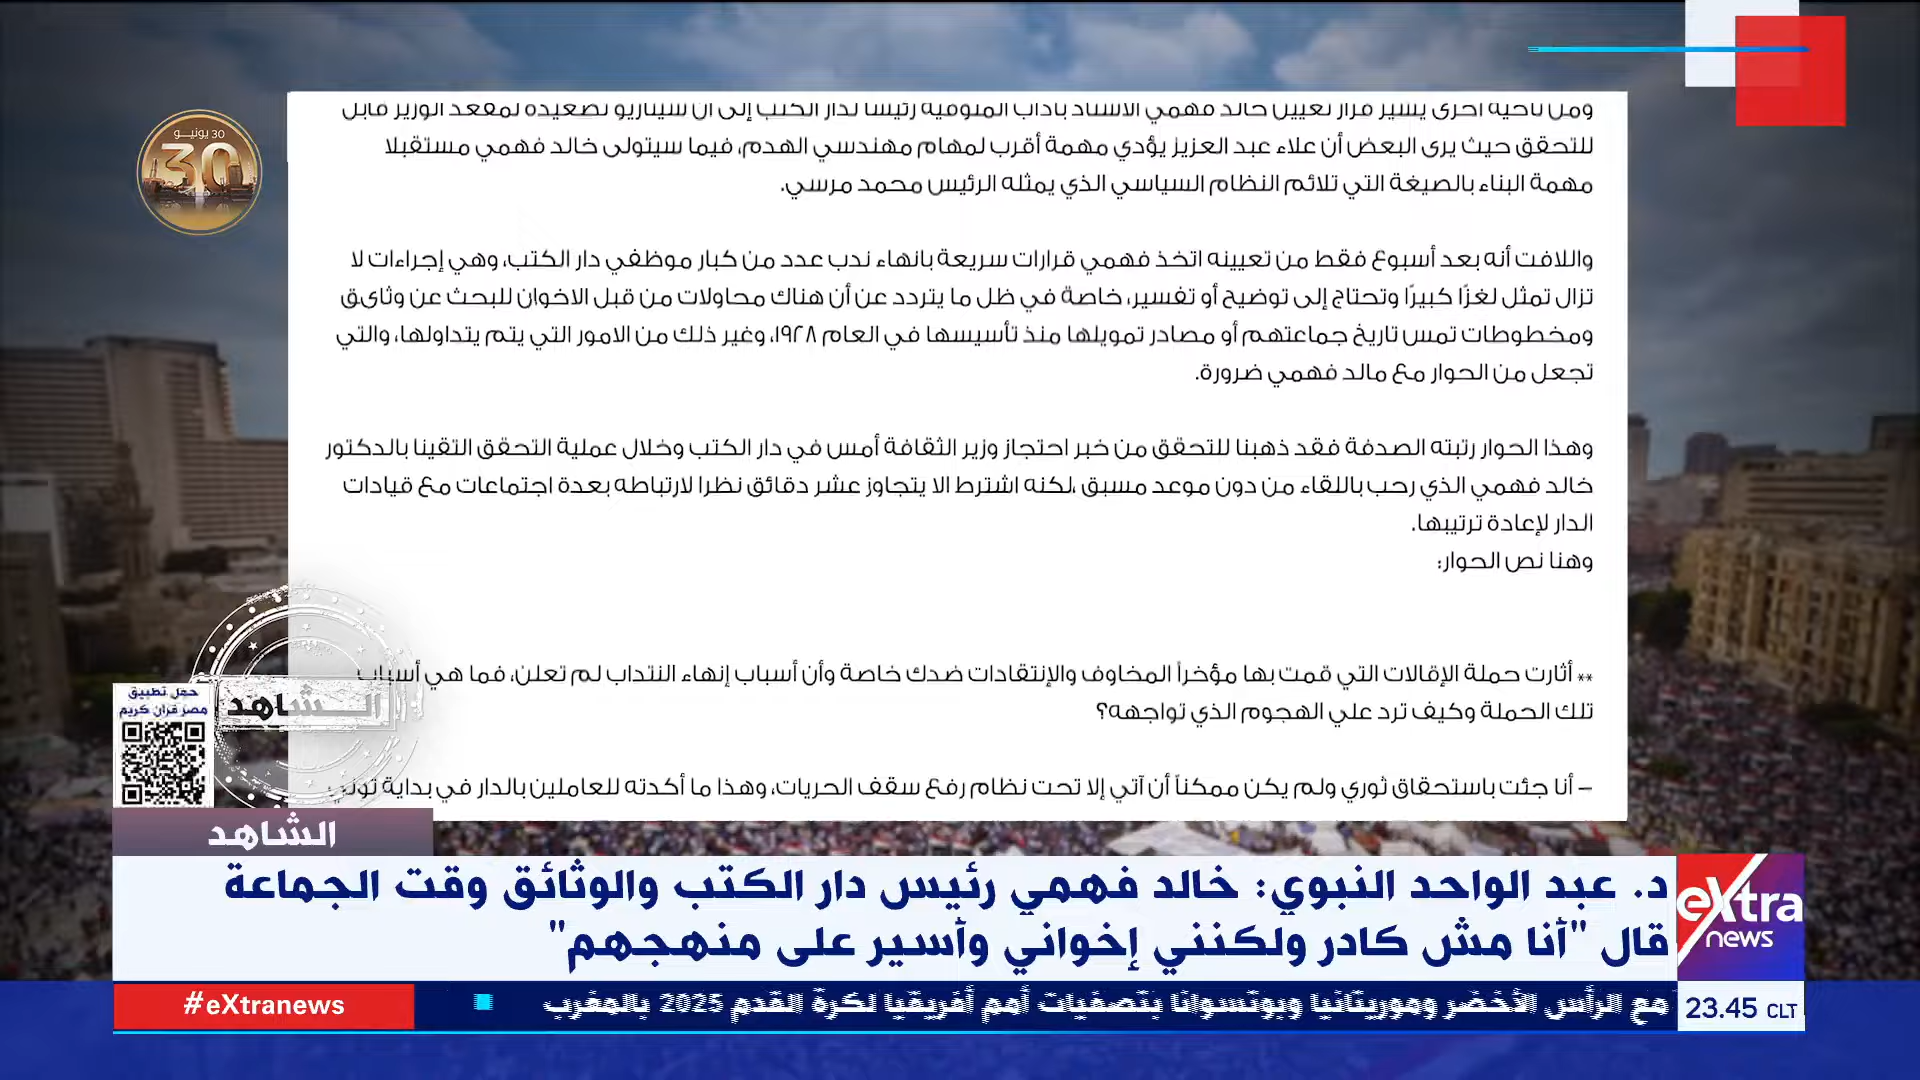 30 يونيو
30
ومن ناحية أخرى يشير قرار تعيين خالد فهمي الأستاذ بآداب المنوفية رئيسا لدار الكتب إلى أن سيناريو تصعيده لمقعد الوزير قابل
للتحقق حيث يرى البعض أن علاء عبد العزيز يؤدي مهمة أقرب لمهام مهندسي الهدم، فيما سيتولى خالد فهمي مستقبلا
مهمة البناء بالصيغة التي تلائم النظام السياسي الذي يمثله الرئيس محمد مرسي.
واللافت أنه بعد أسبوع فقط من تعيينه اتخذ فهمي قرارات سريعة بانهاء ندب عدد من كبار موظفي دار الكتب، وهي إجراءات لا
تزال تمثل لغزًا كبيرًا وتحتاج إلى توضيح أو تفسير، خاصة في ظل ما يتردد عن أن هناك محاولات من قبل الاخوان للبحث عن وثايق
ومخطوطات تمس تاريخ جماعتهم أو مصادر تمويلها منذ تأسيسها في العام ١٩٢٨، وغير ذلك من الامور التي يتم يتداولها، والتي
تجعل من الحوار مع مالد فهمي ضرورة.
وهذا الحوار رتبته الصدفة فقد ذهبنا للتحقق من خبر احتجاز وزير الثقافة أمس في دار الكتب وخلال عملية التحقق التقينا بالدكتور
خالد فهمي الذي رحب باللقاء من دون موعد مسبق ،لكنه اشترط الا يتجاوز عشر دقائق نظرا لارتباطه بعدة اجتماعات مع قيادات
الدار لإعادة ترتيبها.
وهنا نص الحوار:
** أثارت حملة الإقالات التي قمت بها مؤخراً المخاوف والإنتقادات ضدك خاصة وأن أسباب إنهاء النتداب لم تعلن، فما هي أسباب
تلك الحملة وكيف ترد علي الهجوم الذي تواجهه؟
– أنا جئت باستحقاق ثوري ولم يكن ممكناً أن آتي إلا تحت نظام رفع سقف الحريات، وهذا ما أكدته للعاملين بالدار في بداية تولي
الشاهد
حمل تطبيق
مصر قرآن كريم
الشاهد
د. عبد الواحد النبوي: خالد فهمي رئيس دار الكتب والوثائق وقت الجماعة
قال "أنا مش كادر ولكنني إخواني وأسير على منهجهم"
eXtra
news
#eXtranews
مع الرأس الأخضر وموريتانيا وبوتسوانا بتصفيات أمم أفريقيا لكرة القدم 2025 بالمغرب
23.45 CLT